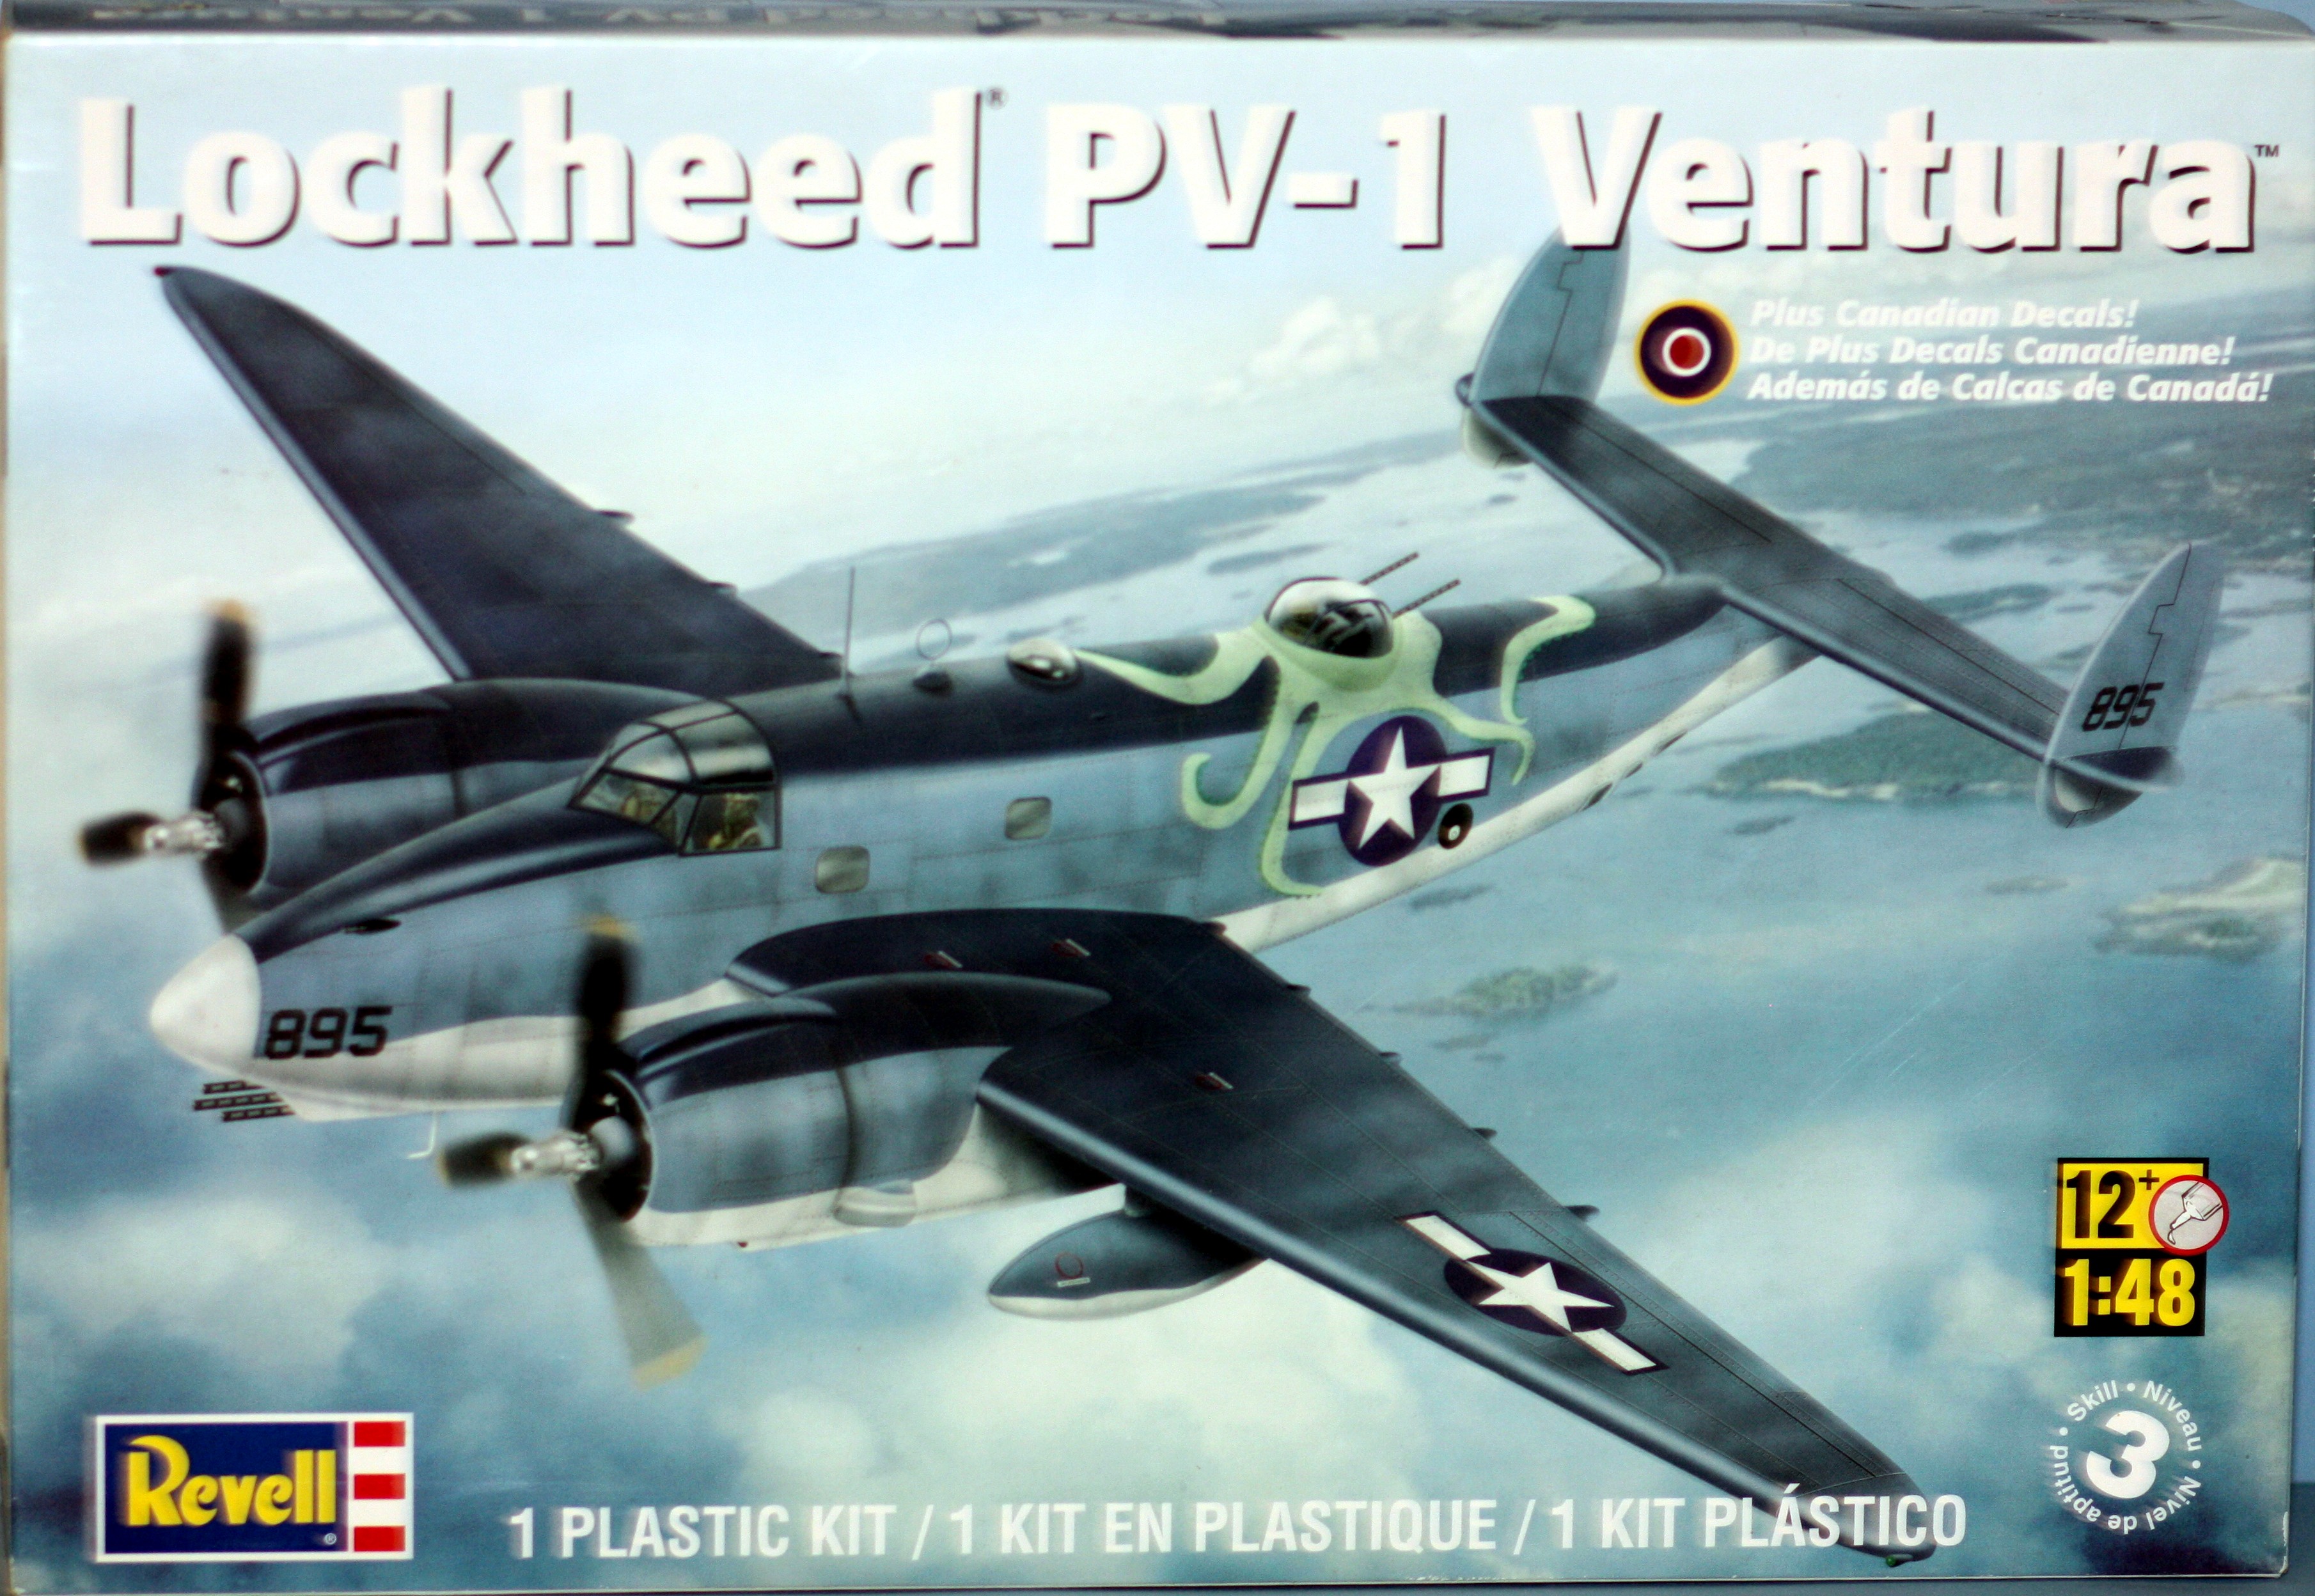 Lockheed® PV-1 Ventura™
Plus Canadian Decals!
De Plus Decals Canadienne!
Además de Calcas de Canadá!
895
895
12+
1:48
Skill • Niveau • Nivel de aptitud •
3
Revell®
1 PLASTIC KIT / 1 KIT EN PLASTIQUE / 1 KIT PLÁSTICO